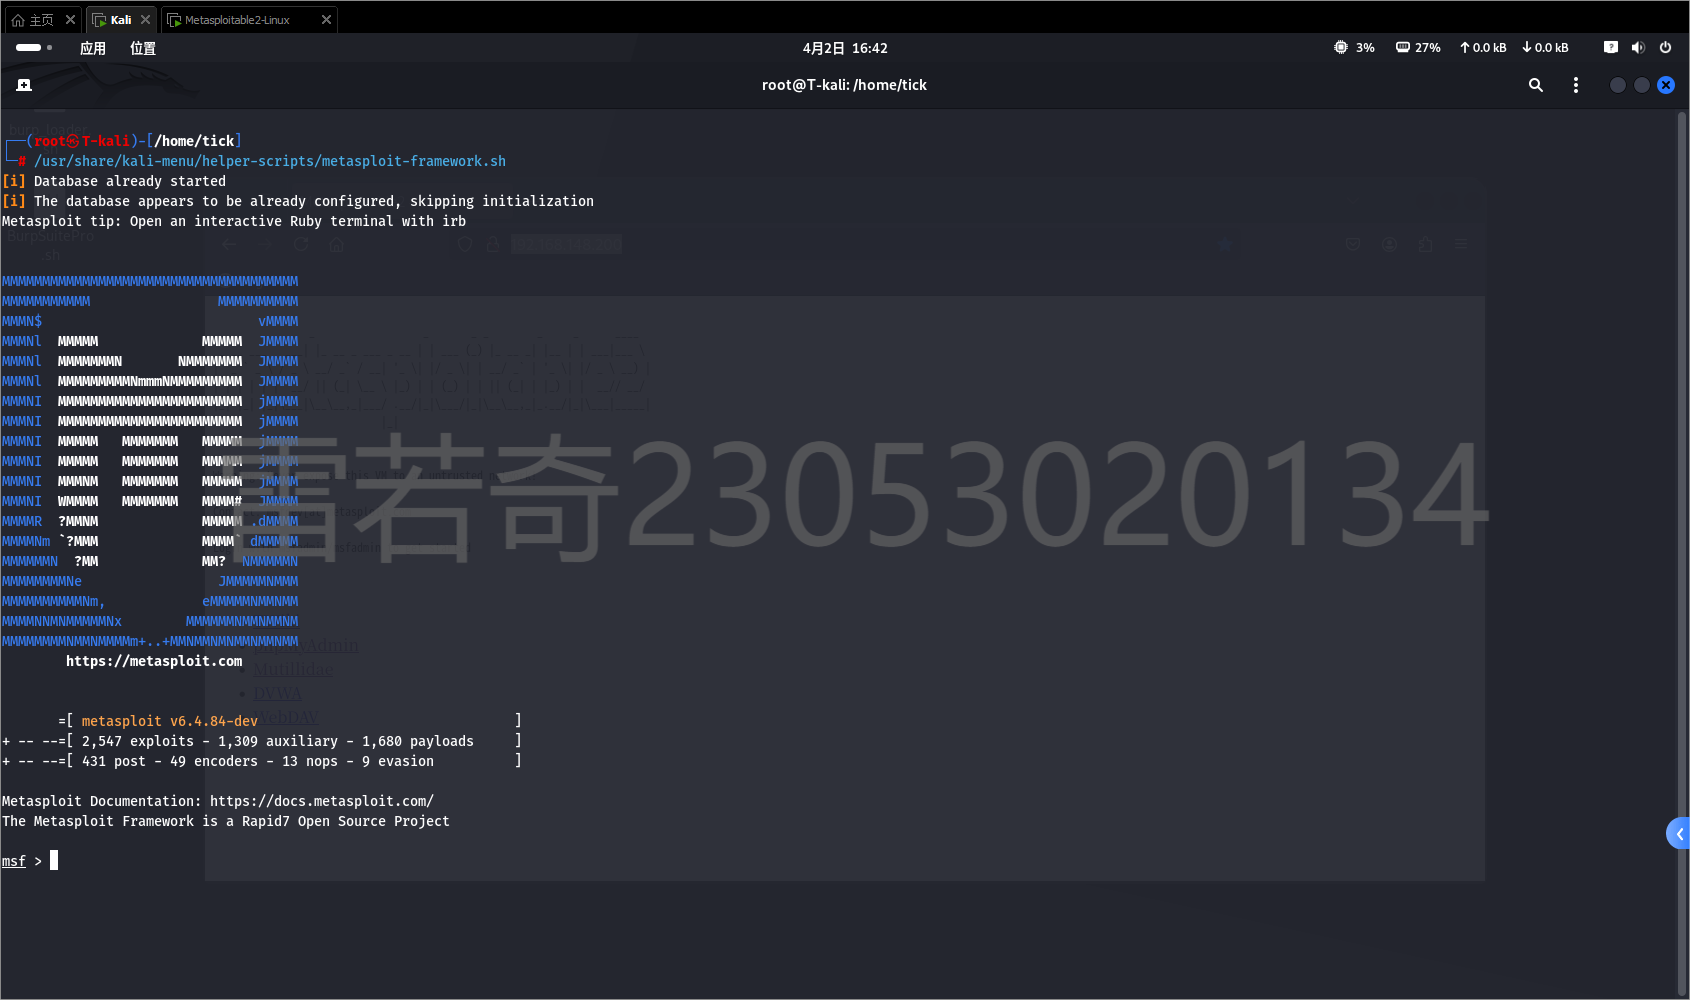 主页
Kali
Metasploitable2-Linux
应用 位置 4月2日 16:42 3% 27% 0.0 kB 0.0 kB
root@T-kali: /home/tick
(root㉿T-kali)-[/home/tick]
# /usr/share/kali-menu/helper-scripts/metasploit-framework.sh
[i] Database already started
[i] The database appears to be already configured, skipping initialization
Metasploit tip: Open an interactive Ruby terminal with irb
BurpSuitePro
.sh
MMMMMMMMMMMMMMMMMMMMMMMMMMMMMMMMMMMMM
MMMMMMMMMMM                MMMMMMMMMM
MMMN$                           vMMMM
MMMNl  MMMMM             MMMMM  JMMMM
MMMNl  MMMMMMMN       NMMMMMMM  JMMMM
MMMNl  MMMMMMMMMNmmmNMMMMMMMMM  JMMMM
MMMNI  MMMMMMMMMMMMMMMMMMMMMMM  jMMMM
MMMNI  MMMMMMMMMMMMMMMMMMMMMMM  jMMMM
MMMNI  MMMMM   MMMMMMM   MMMMM  jMMMM
MMMNI  MMMMM   MMMMMMM   MMMMM  jMMMM
MMMNI  MMMNM   MMMMMMM   MMMMM  jMMMM
MMMNI  WMMMM   MMMMMMM   MMMM#  JMMMM
MMMMR  ?MMNM             MMMMM .dMMMM
MMMMNm `?MMM             MMMM` dMMMMM
MMMMMMN  ?MM             MM?  NMMMMMN
MMMMMMMMNe                 JMMMMMNMMM
MMMMMMMMMMNm,            eMMMMMNMMNMM
MMMMNNMNMMMMMNx        MMMMMMNMMNMMNM
MMMMMMMMNMMNMMMMm+..+MMNMMNMNMMNMMNMM
https://metasploit.com
雷若奇23053020134
phpMyAdmin
Mutillidae
DVWA
WebDAV
=[ metasploit v6.4.84-dev ]
+ -- --=[ 2,547 exploits - 1,309 auxiliary - 1,680 payloads ]
+ -- --=[ 431 post - 49 encoders - 13 nops - 9 evasion ]
Metasploit Documentation: https://docs.metasploit.com/
The Metasploit Framework is a Rapid7 Open Source Project
msf >